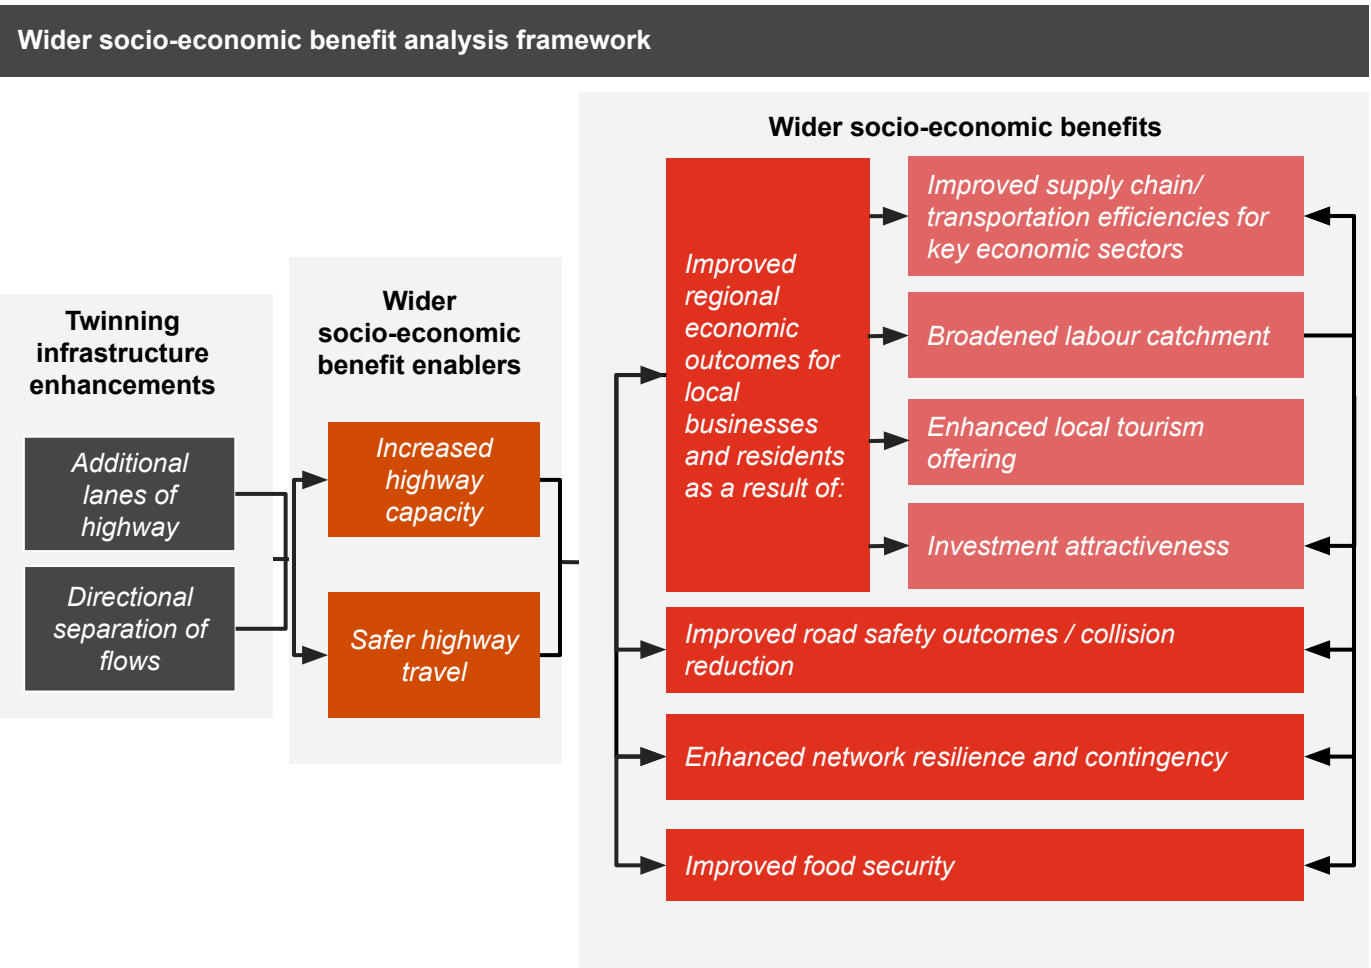 Wider socio-economic benefit analysis framework
Twinning
infrastructure
enhancements
Additional
lanes of
highway
Directional
separation of
flows
Wider
socio-economic
benefit enablers
Increased
highway
capacity
Safer highway
travel
Wider socio-economic benefits
Improved
regional
economic
outcomes for
local
businesses
and residents
as a result of:
Improved supply chain/
transportation efficiencies for
key economic sectors
Broadened labour catchment
Enhanced local tourism
offering
Investment attractiveness
Improved road safety outcomes / collision
reduction
Enhanced network resilience and contingency
Improved food security